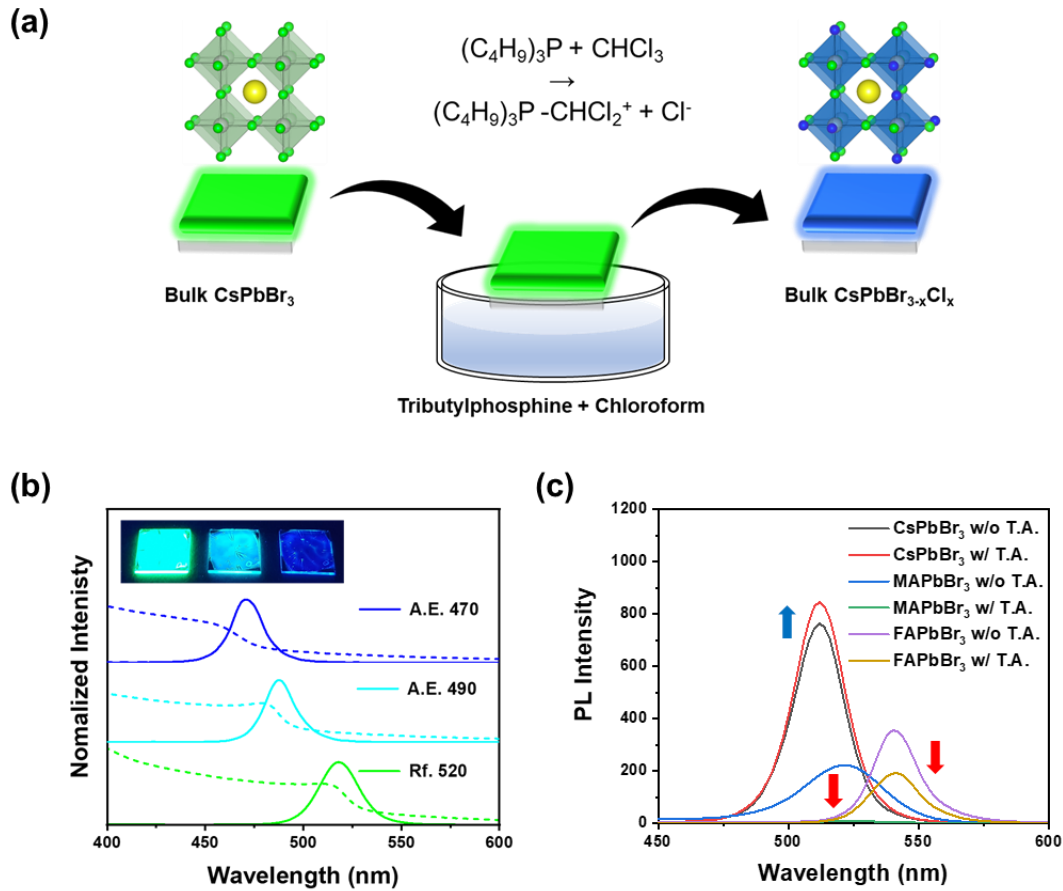 (a)
(C₄H₉)₃P + CHCl₃
→
(C₄H₉)₃P -CHCl₂⁺ + Cl⁻
Bulk CsPbBr₃
Bulk CsPbBr₃₋ₓClₓ
Tributylphosphine + Chloroform
(b)
Nomalized Intenisty
A.E. 470
A.E. 490
Rf. 520
400 450 500 550 600
Wavelength (nm)
(c)
PL Intensity
1200
1000
800
600
400
200
0
CsPbBr₃ w/o T.A.
CsPbBr₃ w/ T.A.
MAPbBr₃ w/o T.A.
MAPbBr₃ w/ T.A.
FAPbBr₃ w/o T.A.
FAPbBr₃ w/ T.A.
450 500 550 600
Wavelength (nm)